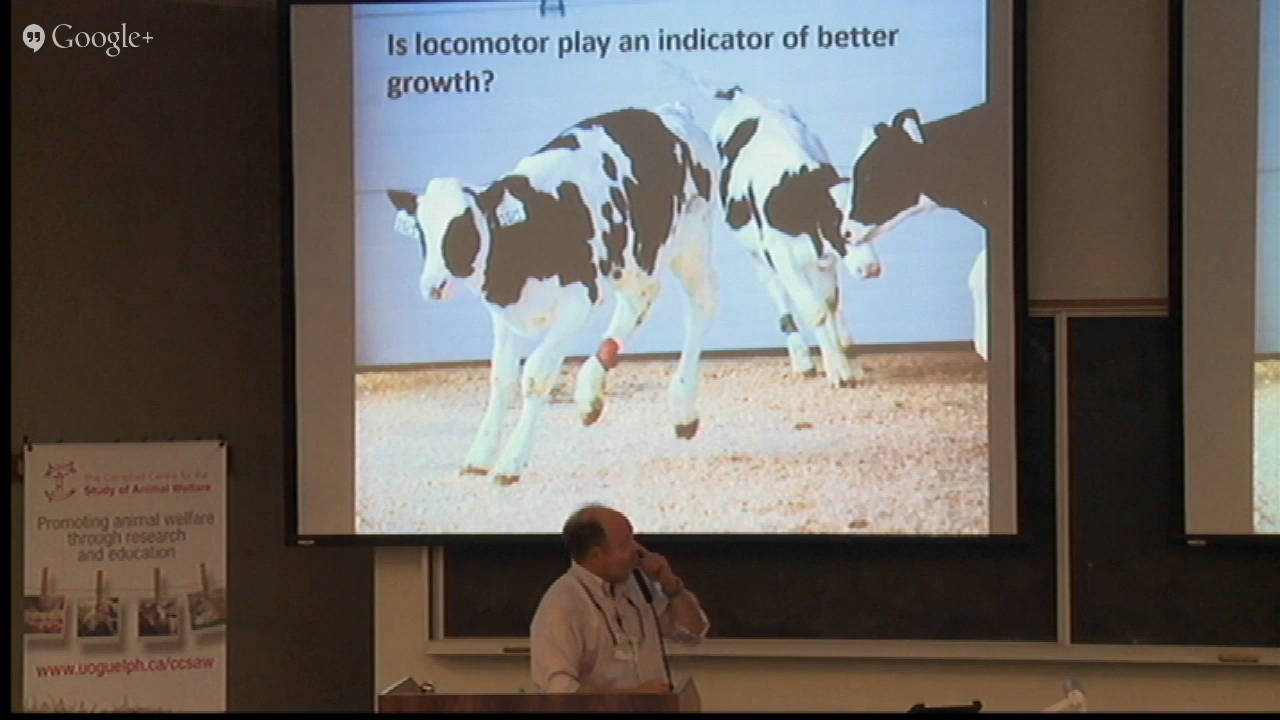 Google+
Is locomotor play an indicator of better
growth?
The Campbell Centre for the
Study of Animal Welfare
Promoting animal welfare
through research
and education
www.uoguelph.ca/ccsaw